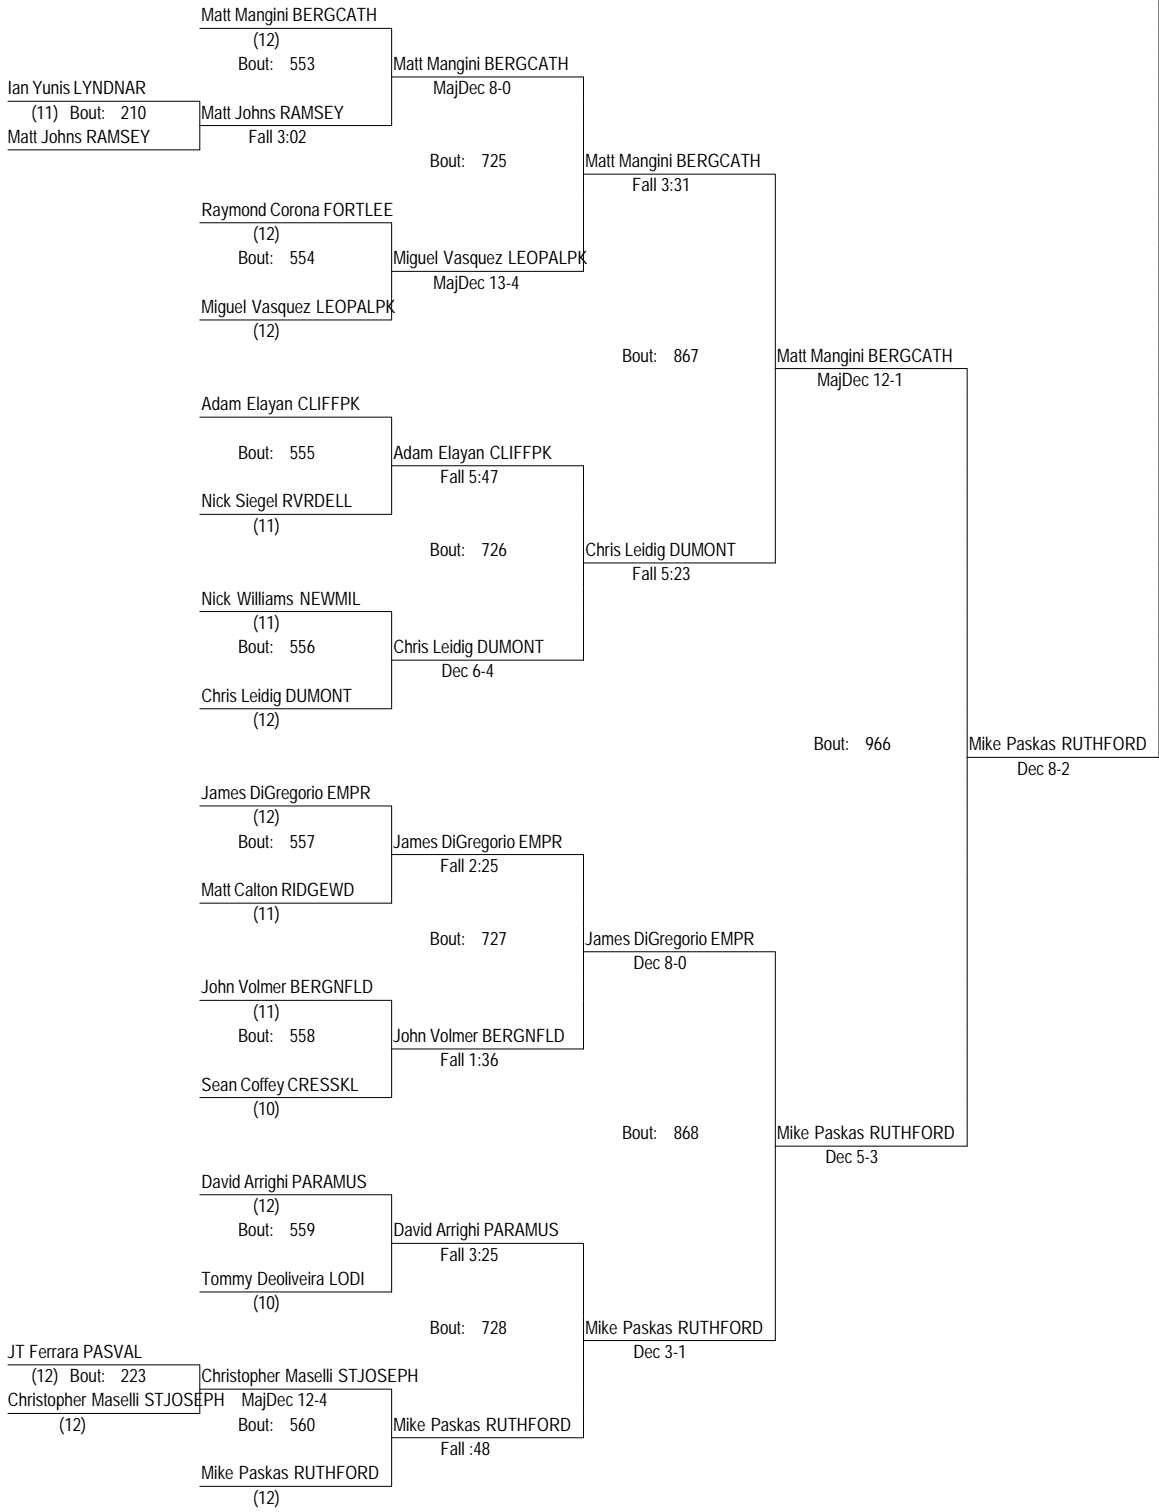 Matt Mangini BERGCATH
(12)
Bout: 553
Matt Mangini BERGCATH
MajDec 8-0
Ian Yunis LYNDNAR
(11) Bout: 210
Matt Johns RAMSEY
Matt Johns RAMSEY
Fall 3:02
Bout: 725
Matt Mangini BERGCATH
Fall 3:31
Raymond Corona FORTLEE
(12)
Bout: 554
Miguel Vasquez LEOPALPK
MajDec 13-4
Miguel Vasquez LEOPALPK
(12)
Bout: 867
Matt Mangini BERGCATH
MajDec 12-1
Adam Elayan CLIFFPK
Bout: 555
Adam Elayan CLIFFPK
Fall 5:47
Nick Siegel RVRDELL
(11)
Bout: 726
Chris Leidig DUMONT
Fall 5:23
Nick Williams NEWMIL
(11)
Bout: 556
Chris Leidig DUMONT
Dec 6-4
Chris Leidig DUMONT
(12)
Bout: 966
Mike Paskas RUTHFORD
Dec 8-2
James DiGregorio EMPR
(12)
Bout: 557
James DiGregorio EMPR
Fall 2:25
Matt Calton RIDGEWD
(11)
Bout: 727
James DiGregorio EMPR
Dec 8-0
John Volmer BERGNFLD
(11)
Bout: 558
John Volmer BERGNFLD
Fall 1:36
Sean Coffey CRESSKL
(10)
Bout: 868
Mike Paskas RUTHFORD
Dec 5-3
David Arrighi PARAMUS
(12)
Bout: 559
David Arrighi PARAMUS
Fall 3:25
Tommy Deoliveira LODI
(10)
Bout: 728
Mike Paskas RUTHFORD
Dec 3-1
JT Ferrara PASVAL
(12) Bout: 223
Christopher Maselli STJOSEPH
Christopher Maselli STJOSEPH
MajDec 12-4
(12)
Bout: 560
Mike Paskas RUTHFORD
Fall :48
Mike Paskas RUTHFORD
(12)